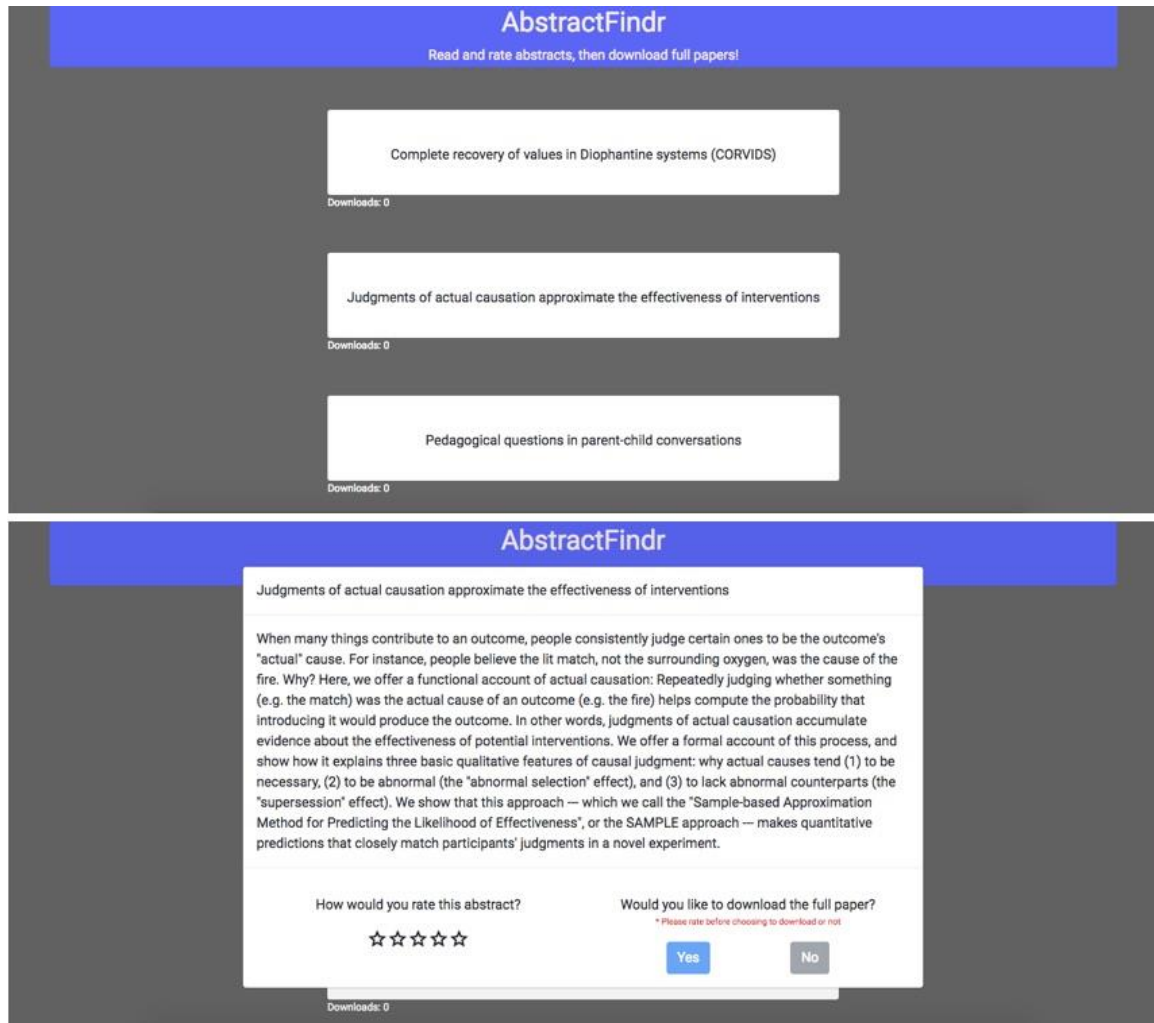 AbstractFindr
Read and rate abstracts, then download full papers!
Complete recovery of values in Diophantine systems (CORVIDS)
Downloads: 0
Judgments of actual causation approximate the effectiveness of interventions
Downloads: 0
Pedagogical questions in parent-child conversations
Downloads: 0
AbstractFindr
Judgments of actual causation approximate the effectiveness of interventions
When many things contribute to an outcome, people consistently judge certain ones to be the outcome's
"actual" cause. For instance, people believe the lit match, not the surrounding oxygen, was the cause of the
fire. Why? Here, we offer a functional account of actual causation: Repeatedly judging whether something
(e.g. the match) was the actual cause of an outcome (e.g. the fire) helps compute the probability that
introducing it would produce the outcome. In other words, judgments of actual causation accumulate
evidence about the effectiveness of potential interventions. We offer a formal account of this process, and
show how it explains three basic qualitative features of causal judgment: why actual causes tend (1) to be
necessary, (2) to be abnormal (the "abnormal selection" effect), and (3) to lack abnormal counterparts (the
"supersession" effect). We show that this approach --- which we call the "Sample-based Approximation
Method for Predicting the Likelihood of Effectiveness", or the SAMPLE approach --- makes quantitative
predictions that closely match participants' judgments in a novel experiment.
How would you rate this abstract?
Would you like to download the full paper?
* Please rate before choosing to download or not
Yes
No
Downloads: 0